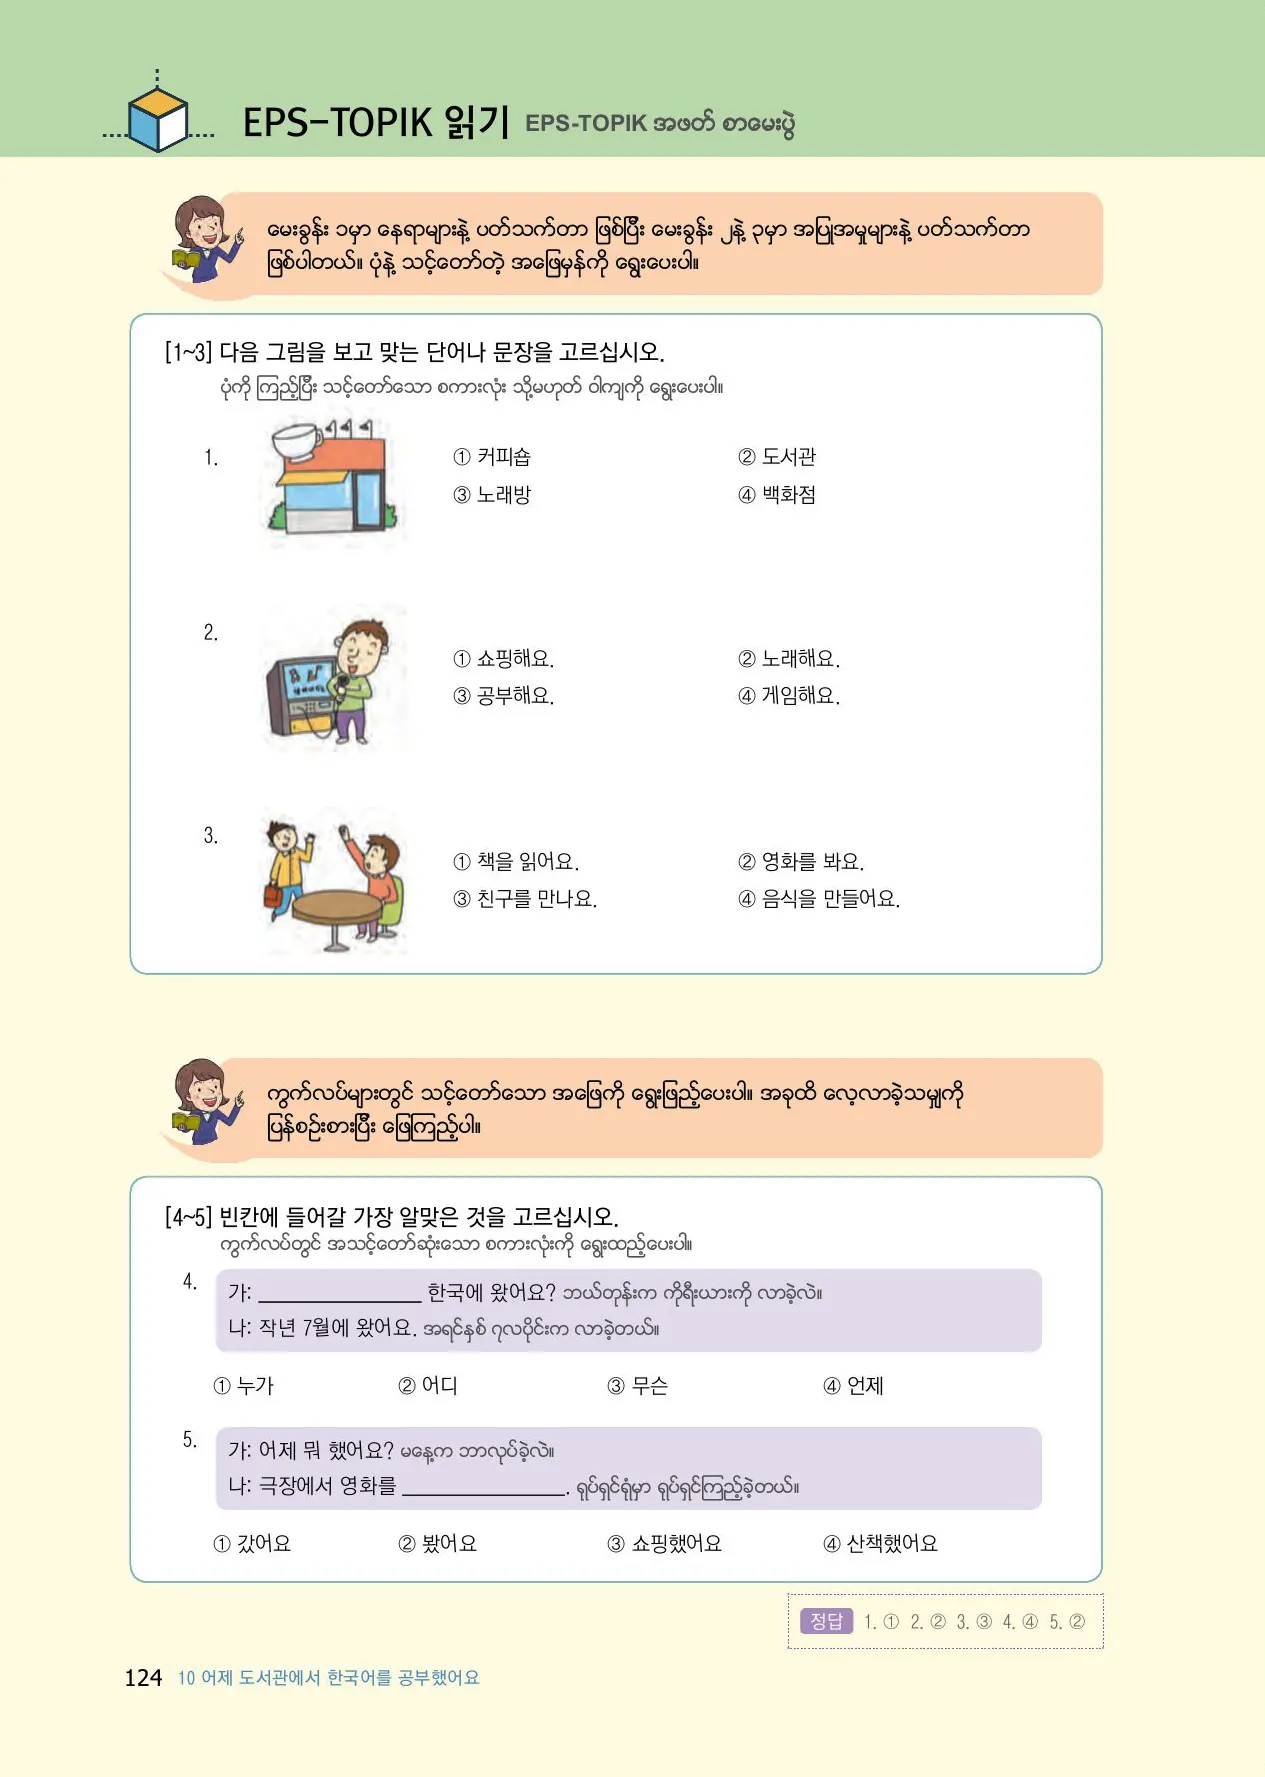 EPS-TOPIK 읽기 EPS-TOPIK အဖတ် စာမေးပွဲ
မေးခွန်း ၁မှာ နေရာများနဲ့ ပတ်သက်တာ ဖြစ်ပြီး မေးခွန်း ၂နဲ့ ၃မှာ အပြုအမှုများနဲ့ ပတ်သက်တာ
ဖြစ်ပါတယ်။ ပုံနဲ့ သင့်တော်တဲ့ အဖြေမှန်ကို ရွေးပေးပါ။
[1~3] 다음 그림을 보고 맞는 단어나 문장을 고르십시오.
ပုံကို ကြည့်ပြီး သင့်တော်သော စကားလုံး သို့မဟုတ် ဝါကျကို ရွေးပေးပါ။
1.
① 커피숍 ② 도서관
③ 노래방 ④ 백화점
2.
① 쇼핑해요. ② 노래해요.
③ 공부해요. ④ 게임해요.
3.
① 책을 읽어요. ② 영화를 봐요.
③ 친구를 만나요. ④ 음식을 만들어요.
ကွက်လပ်များတွင် သင့်တော်သော အဖြေကို ရွေးဖြည့်ပေးပါ။ အခုထိ လေ့လာခဲ့သမျှကို
ပြန်စဉ်းစားပြီး ဖြေကြည့်ပါ။
[4~5] 빈칸에 들어갈 가장 알맞은 것을 고르십시오.
ကွက်လပ်တွင် အသင့်တော်ဆုံးသော စကားလုံးကို ရွေးထည့်ပေးပါ။
4.
가: _______________ 한국에 왔어요? ဘယ်တုန်းက ကိုရီးယားကို လာခဲ့လဲ။
나: 작년 7월에 왔어요. အရင်နှစ် ၇လပိုင်းက လာခဲ့တယ်။
① 누가 ② 어디 ③ 무슨 ④ 언제
5.
가: 어제 뭐 했어요? မနေ့က ဘာလုပ်ခဲ့လဲ။
나: 극장에서 영화를 _______________. ရုပ်ရှင်ရုံမှာ ရုပ်ရှင်ကြည့်ခဲ့တယ်။
① 갔어요 ② 봤어요 ③ 쇼핑했어요 ④ 산책했어요
정답 1. ① 2. ② 3. ③ 4. ④ 5. ②
124 10 어제 도서관에서 한국어를 공부했어요